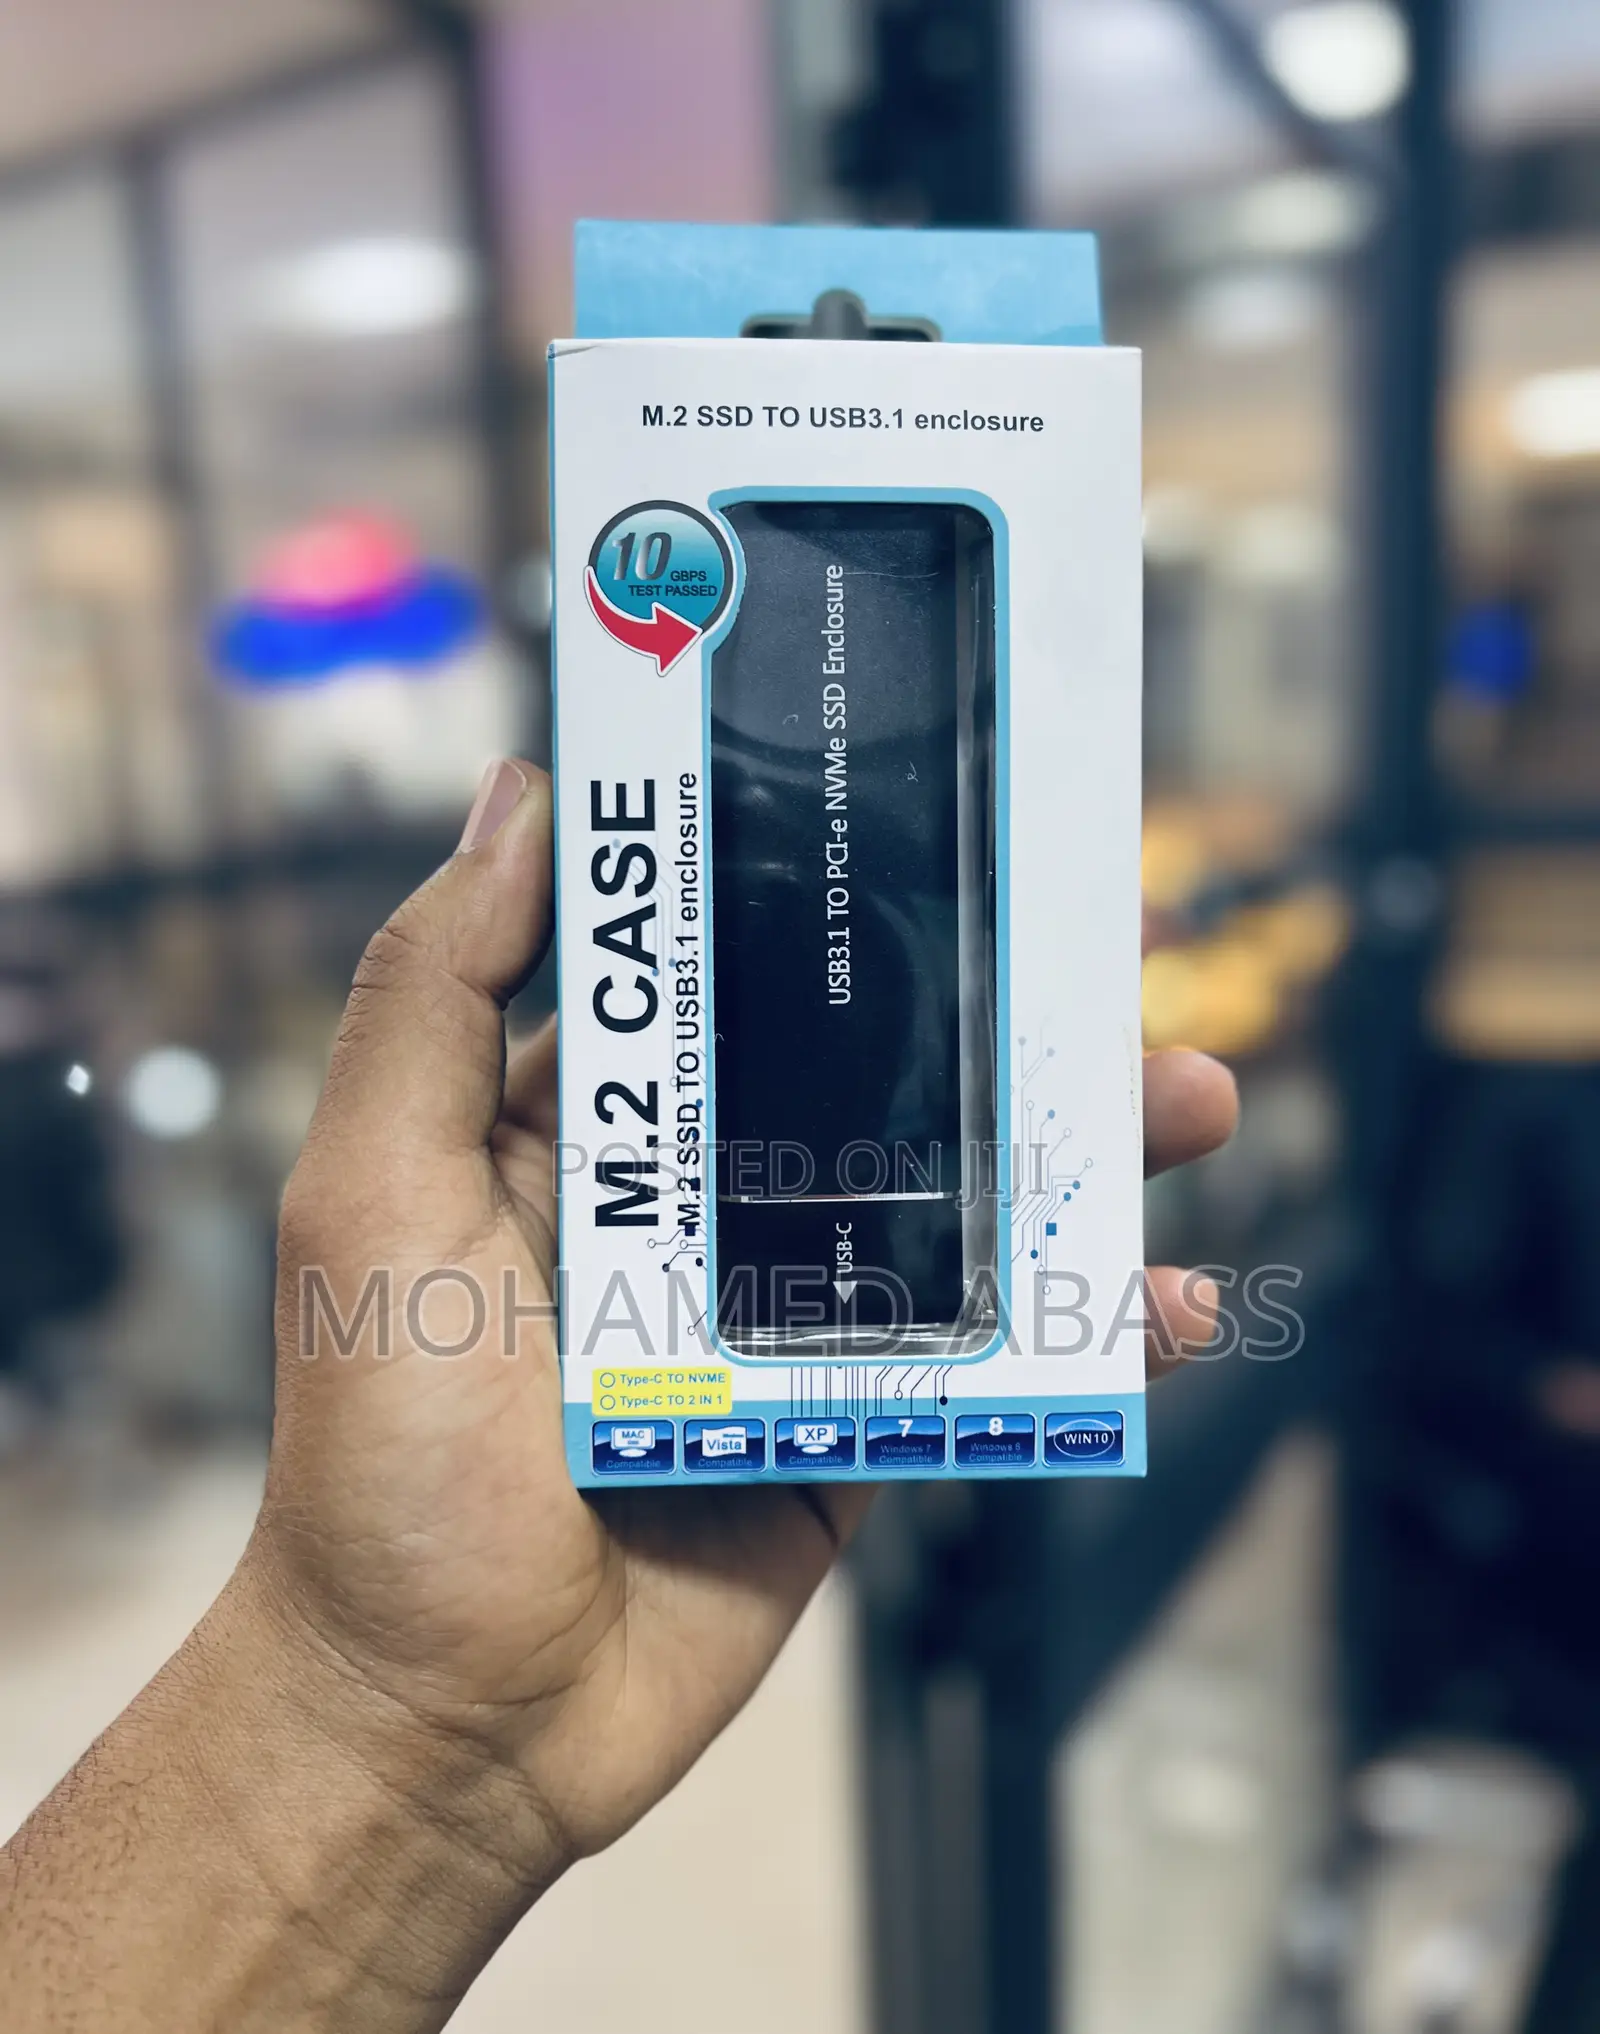 M.2 SSD TO USB3.1 enclosure
10
GBPS
TEST PASSED
M.2 CASE
M.2 SSD TO USB3.1 enclosure
USB3.1 TO PCI-e NVMe SSD Enclosure
USB-C
POSTED ON JIJI
MOHAMED ABASS
Type-C TO NVME
Type-C TO 2 IN 1
MAC
Compatible
Vista
Compatible
XP
Compatible
7
Windows 7
Compatible
8
Windows 8
Compatible
WIN10